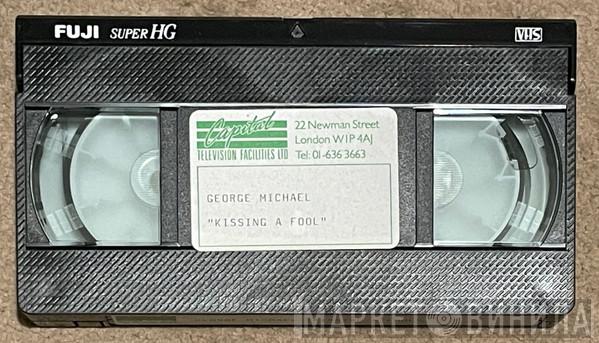 FUJI SUPER HG
VHS
Capital
TELEVISION FACILITIES LTD
22 Newman Street
London W1P 4AJ
Tel: 01-636 3663
GEORGE MICHAEL
"KISSING A FOOL"
МАРКЕТ ВИНИЛА